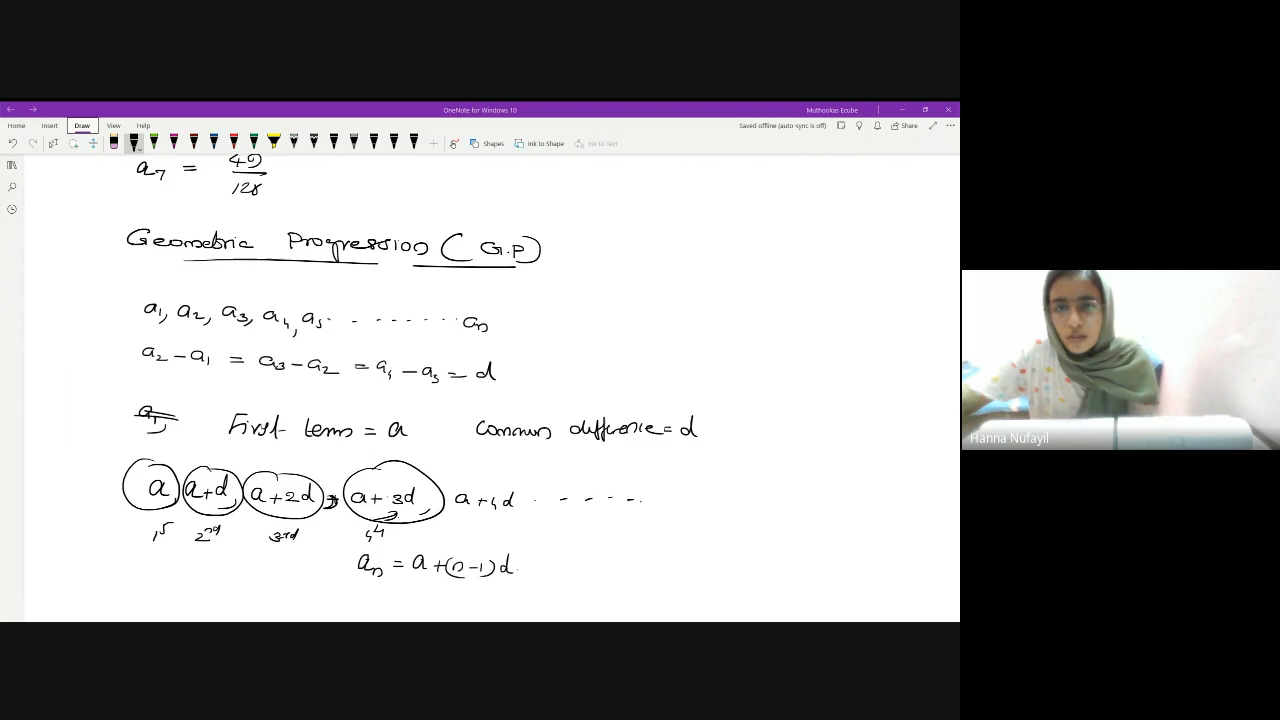 OneNote for Windows 10
Muthookas Ecube
Home Insert Draw View Help
Saved offline (auto-sync is off) Share
Shapes Ink to Shape Ink to Text
a₇ = 49/128
Geometric Progression (G.P)
a₁, a₂, a₃, a₄, a₅ - - - - - - - - aₙ
a₂ - a₁ = a₃ - a₂ = a₄ - a₃ = d
a₁
First term = a Common difference = d
a a+d a+2d, a+3d a+4d - - - - - -
1st 2nd 3rd 4th
aₙ = a + (n-1) d.
Hanna Nufayil